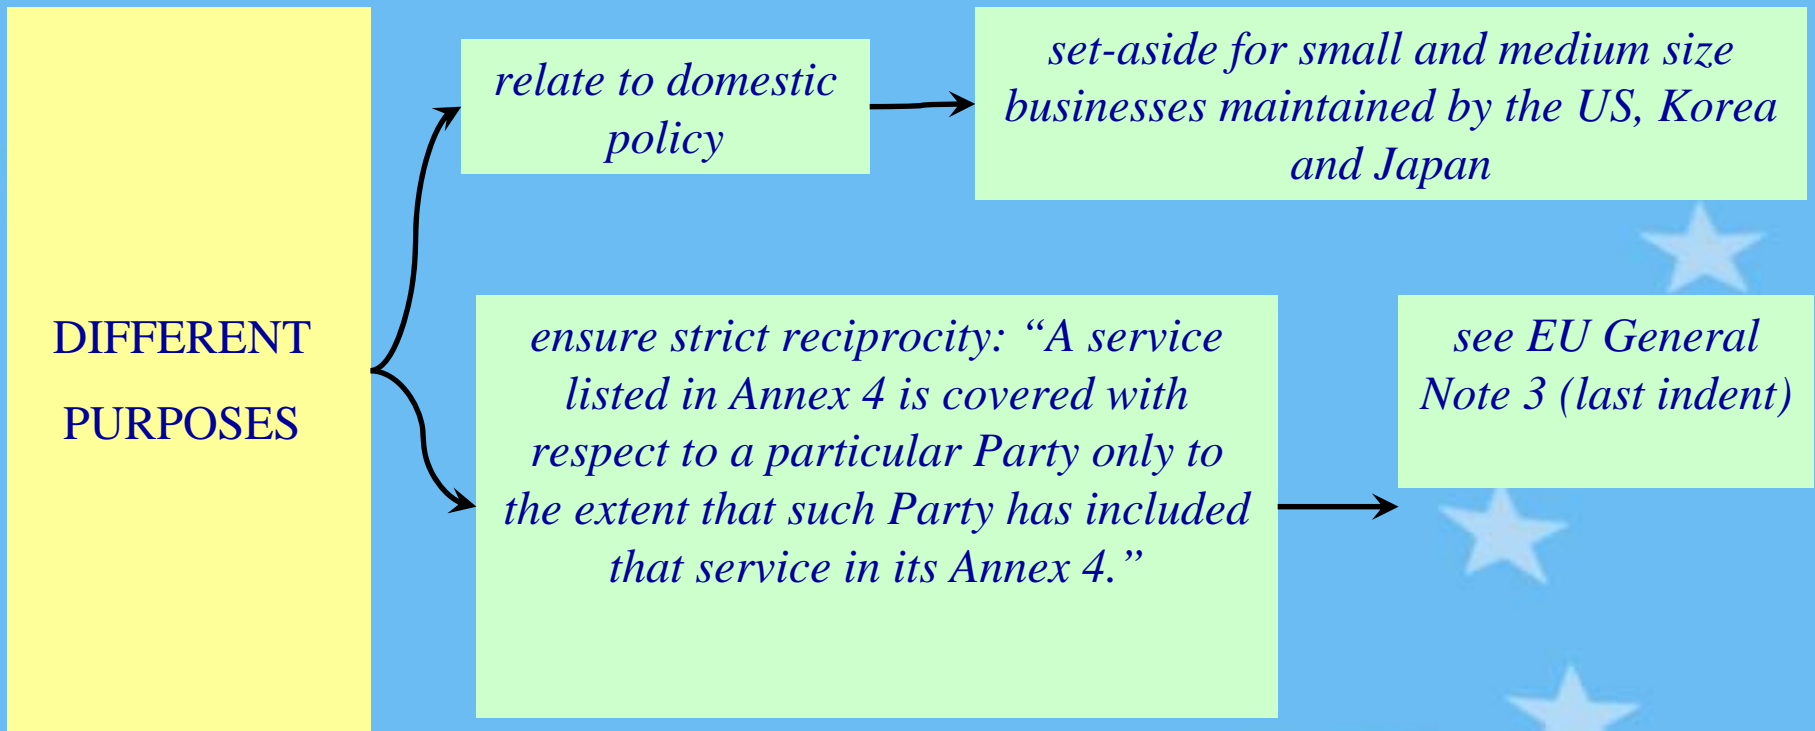 DIFFERENT
PURPOSES
relate to domestic
policy
set-aside for small and medium size
businesses maintained by the US, Korea
and Japan
ensure strict reciprocity: “A service
listed in Annex 4 is covered with
respect to a particular Party only to
the extent that such Party has included
that service in its Annex 4.”
see EU General
Note 3 (last indent)